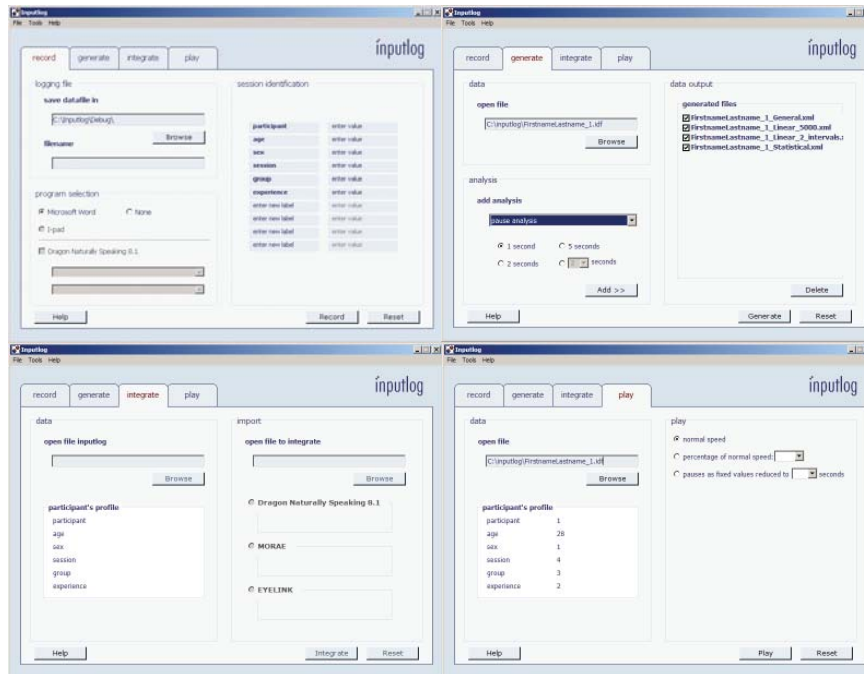 Inputlog
File Tools Help
inputlog
record generate integrate play
logging file
save datafile in
C:\Inputlog\Debug\
Browse
filename
program selection
Microsoft Word None
I-pad
Dragon Naturally Speaking 8.1
Help
session identification
participant enter value
age enter value
sex enter value
session enter value
group enter value
experience enter value
enter new label enter value
enter new label enter value
enter new label enter value
Record Reset
Inputlog
File Tools Help
inputlog
record generate integrate play
data
open file
C:\Inputlog\FirstnameLastname_1.idf
Browse
analysis
add analysis
pause analysis
1 second 5 seconds
2 seconds 2 seconds
Add >>
Help
data output
generated files
FirstnameLastname_1_General.xml
FirstnameLastname_1_Linear_5000.xml
FirstnameLastname_1_Linear_2_intervals.
FirstnameLastname_1_Statistical.xml
Delete
Generate Reset
Inputlog
File Tools Help
inputlog
record generate integrate play
data
open file inputlog
Browse
participant's profile
participant
age
sex
session
group
experience
Help
import
open file to integrate
Browse
Dragon Naturally Speaking 8.1
MORAE
EYELINK
Integrate Reset
Inputlog
File Tools Help
inputlog
record generate integrate play
data
open file
C:\Inputlog\FirstnameLastname_1.idf
Browse
participant's profile
participant 1
age 28
sex 1
session 4
group 3
experience 2
Help
play
normal speed
percentage of normal speed:
pauses as fixed values reduced to seconds
Play Reset